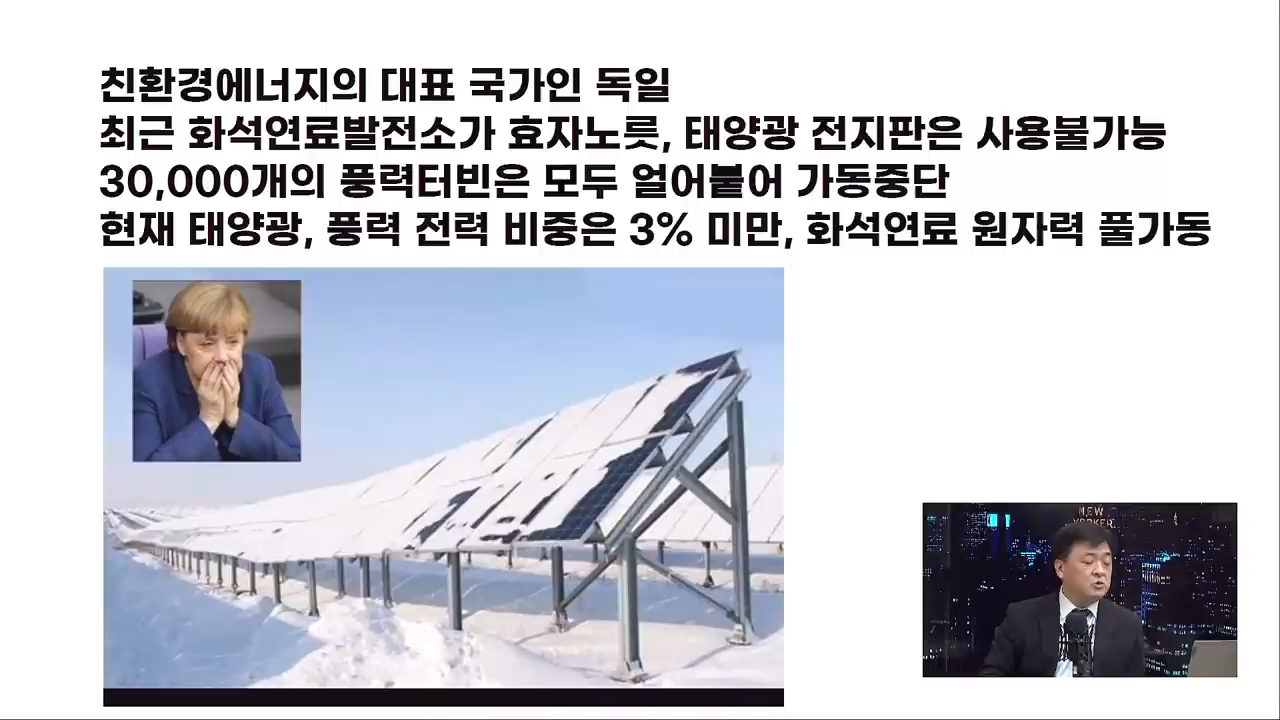 친환경에너지의 대표 국가인 독일
최근 화석연료발전소가 효자노릇, 태양광 전지판은 사용불가능
30,000개의 풍력터빈은 모두 얼어붙어 가동중단
현재 태양광, 풍력 전력 비중은 3% 미만, 화석연료 원자력 풀가동
NEW
YORKER